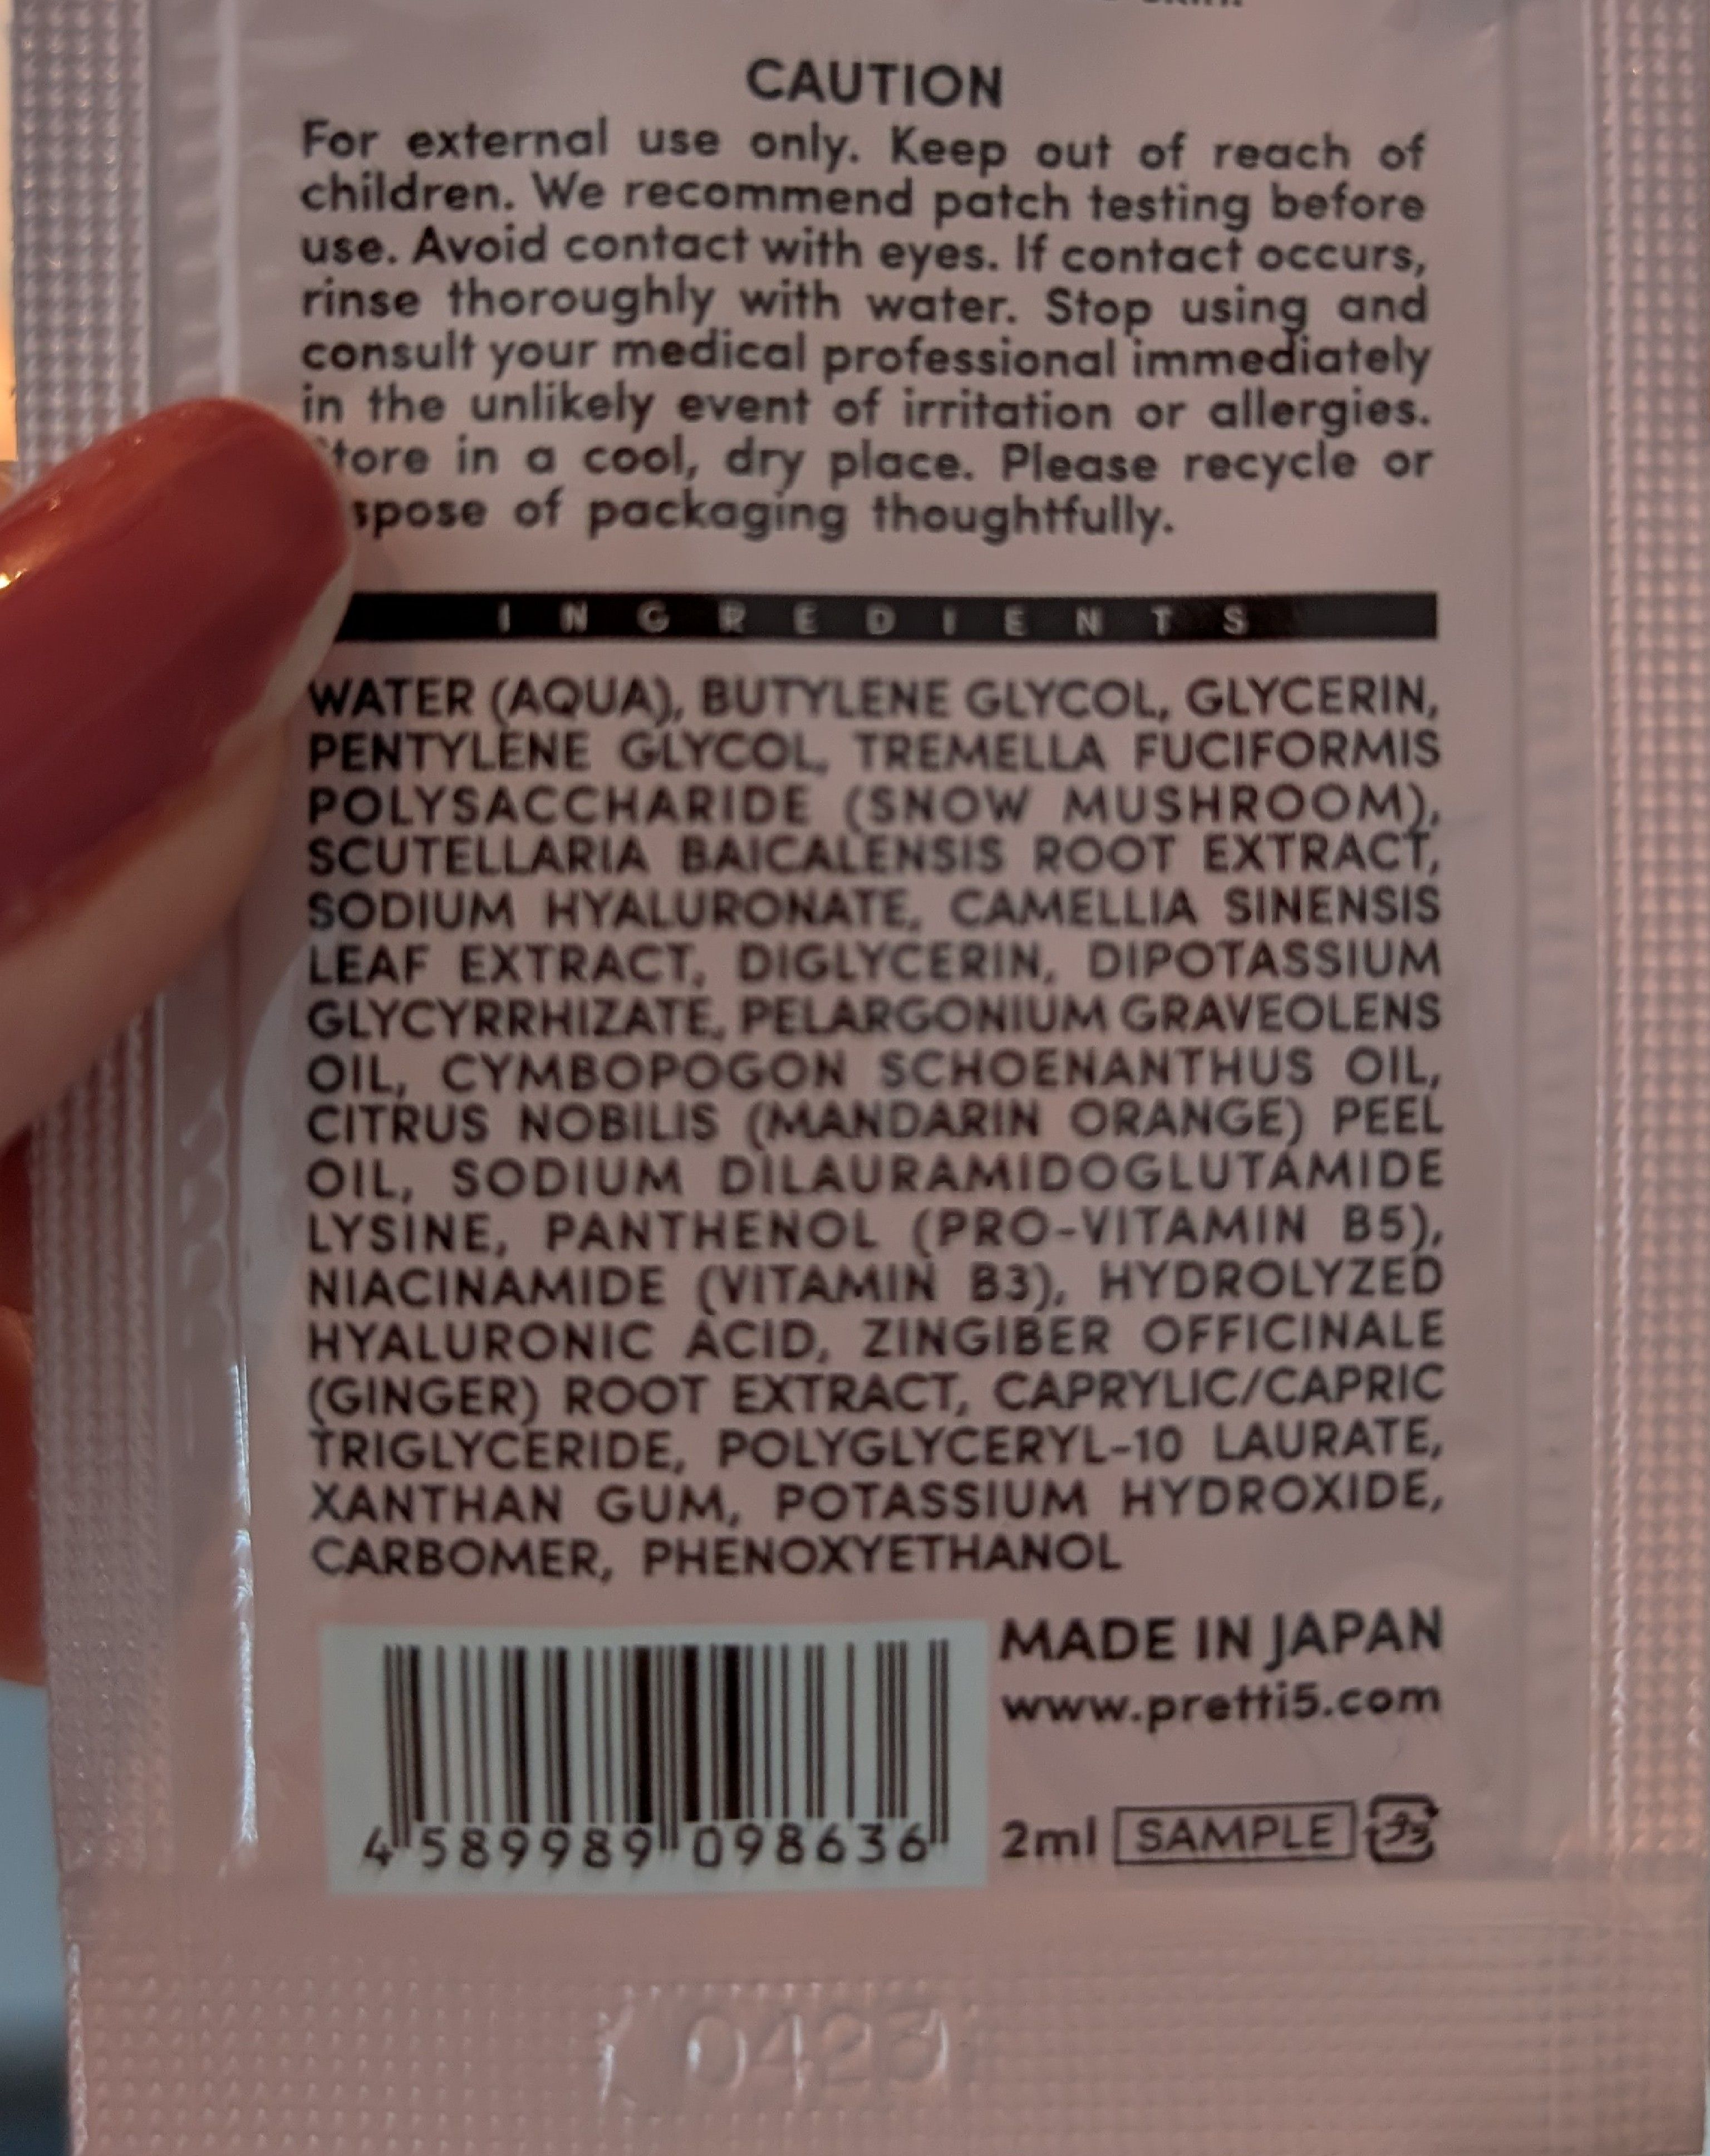 CAUTION
For external use only. Keep out of reach of
children. We recommend patch testing before
use. Avoid contact with eyes. If contact occurs,
rinse thoroughly with water. Stop using and
consult your medical professional immediately
in the unlikely event of irritation or allergies.
tore in a cool, dry place. Please recycle or
spose of packaging thoughtfully.
INGREDIENTS
WATER (AQUA), BUTYLENE GLYCOL, GLYCERIN,
PENTYLENE GLYCOL, TREMELLA FUCIFORMIS
POLYSACCHARIDE (SNOW MUSHROOM),
SCUTELLARIA BAICALENSIS ROOT EXTRACT,
SODIUM HYALURONATE, CAMELLIA SINENSIS
LEAF EXTRACT, DIGLYCERIN, DIPOTASSIUM
GLYCYRRHIZATE, PELARGONIUM GRAVEOLENS
OIL, CYMBOPOGON SCHOENANTHUS OIL,
CITRUS NOBILIS (MANDARIN ORANGE) PEEL
OIL, SODIUM DILAURAMIDOGLUTAMIDE
LYSINE, PANTHENOL (PRO-VITAMIN B5),
NIACINAMIDE (VITAMIN B3), HYDROLYZED
HYALURONIC ACID, ZINGIBER OFFICINALE
(GINGER) ROOT EXTRACT, CAPRYLIC/CAPRIC
TRIGLYCERIDE, POLYGLYCERYL-10 LAURATE,
XANTHAN GUM, POTASSIUM HYDROXIDE,
CARBOMER, PHENOXYETHANOL
MADE IN JAPAN
www.pretti5.com
4 589989 098636
2ml SAMPLE プラ